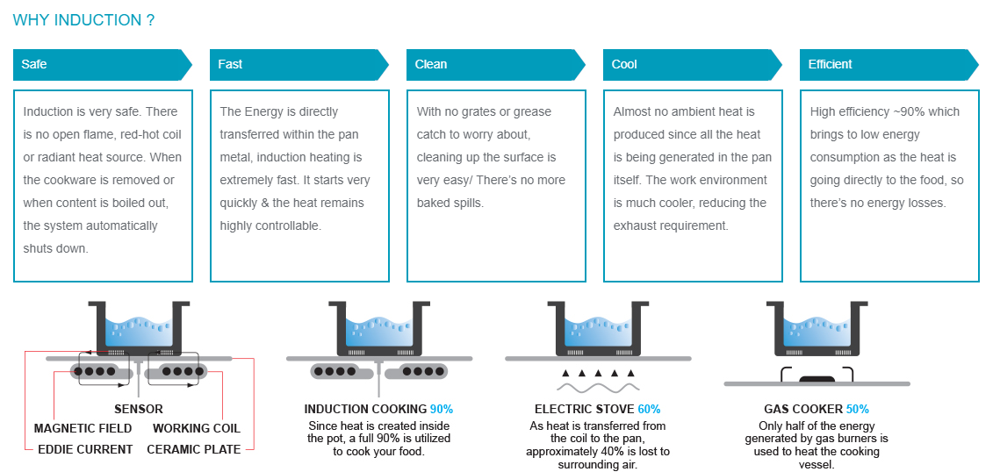 WHY INDUCTION ?
Safe
Induction is very safe. There
is no open flame, red-hot coil
or radiant heat source. When
the cookware is removed or
when content is boiled out,
the system automatically
shuts down.
Fast
The Energy is directly
transferred within the pan
metal, induction heating is
extremely fast. It starts very
quickly & the heat remains
highly controllable.
Clean
With no grates or grease
catch to worry about,
cleaning up the surface is
very easy/ There’s no more
baked spills.
Cool
Almost no ambient heat is
produced since all the heat
is being generated in the pan
itself. The work environment
is much cooler, reducing the
exhaust requirement.
Efficient
High efficiency ~90% which
brings to low energy
consumption as the heat is
going directly to the food, so
there’s no energy losses.
SENSOR
MAGNETIC FIELD WORKING COIL
EDDIE CURRENT CERAMIC PLATE
INDUCTION COOKING 90%
Since heat is created inside
the pot, a full 90% is utilized
to cook your food.
ELECTRIC STOVE 60%
As heat is transferred from
the coil to the pan,
approximately 40% is lost to
surrounding air.
GAS COOKER 50%
Only half of the energy
generated by gas burners is
used to heat the cooking
vessel.